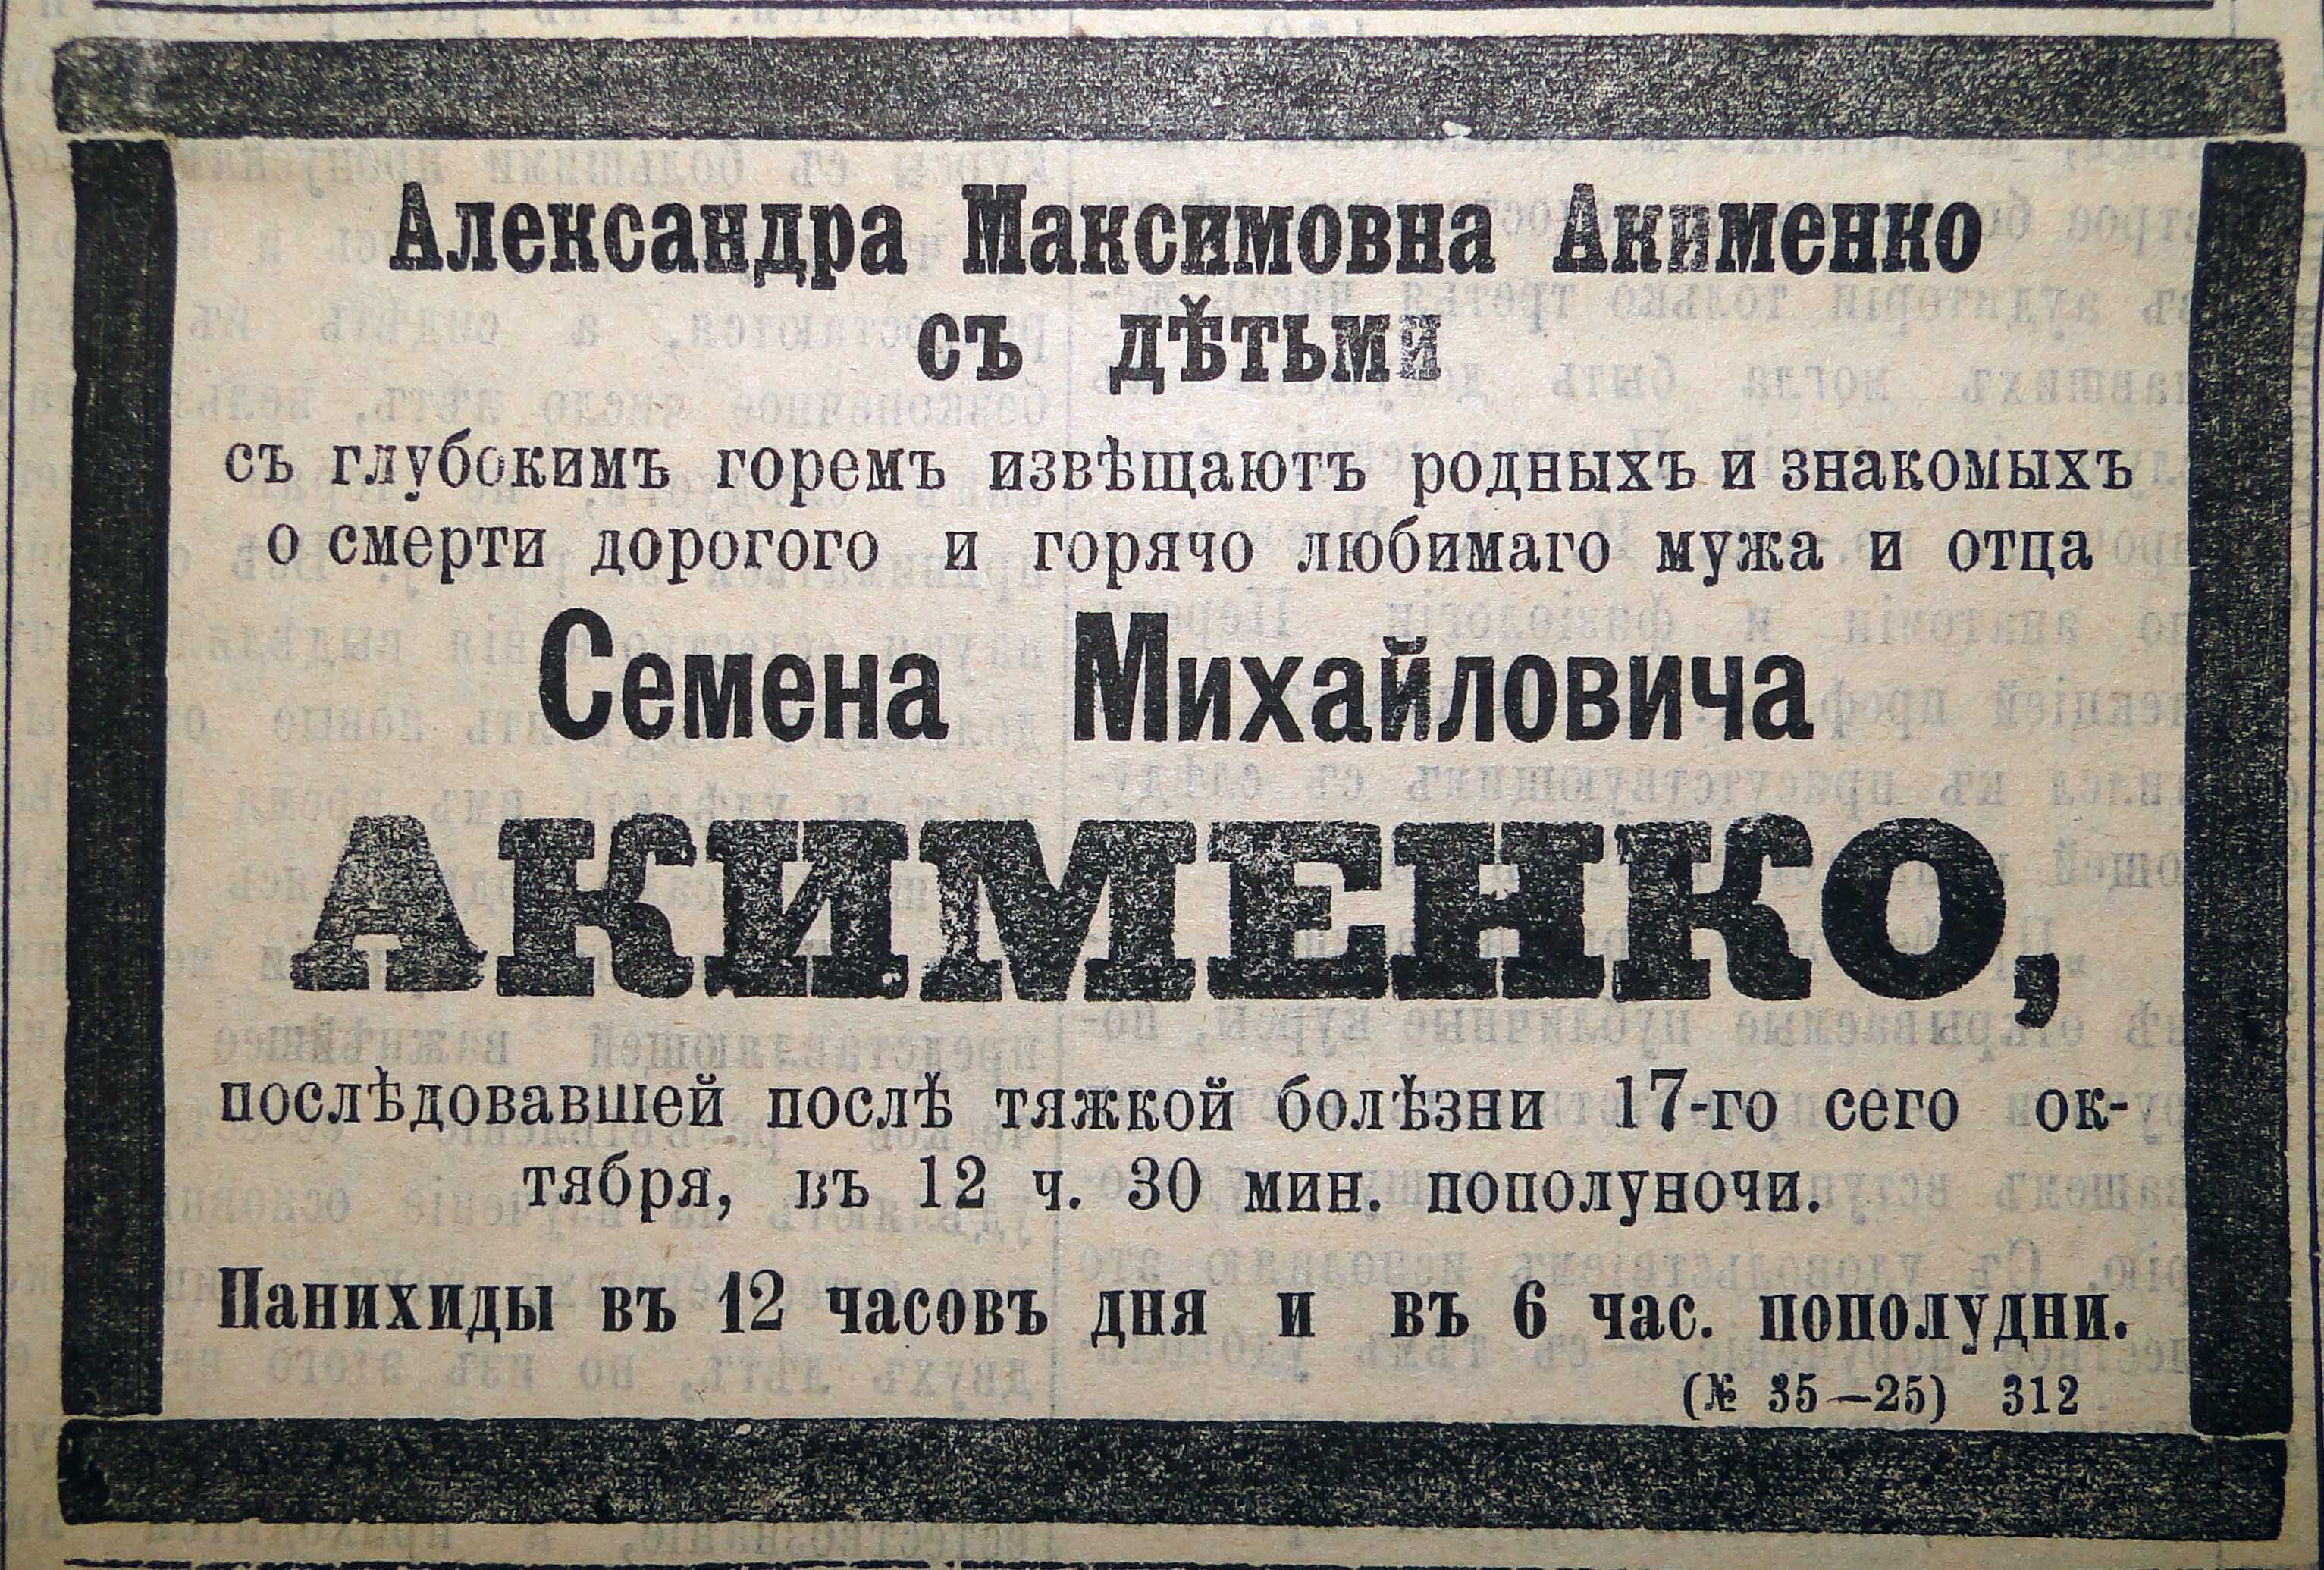 Александра Максимовна Акименко
съ дѣтьми
съ глубокимъ горемъ извѣщаютъ родныхъ и знакомыхъ
о смерти дорогого и горячо любимаго мужа и отца
Семена Михайловича
АКИМЕНКО,
послѣдовавшей послѣ тяжкой болѣзни 17-го сего ок-
тября, въ 12 ч. 30 мин. пополуночи.
Панихиды въ 12 часовъ дня и въ 6 час. пополудни.
(№ 35—25) 312